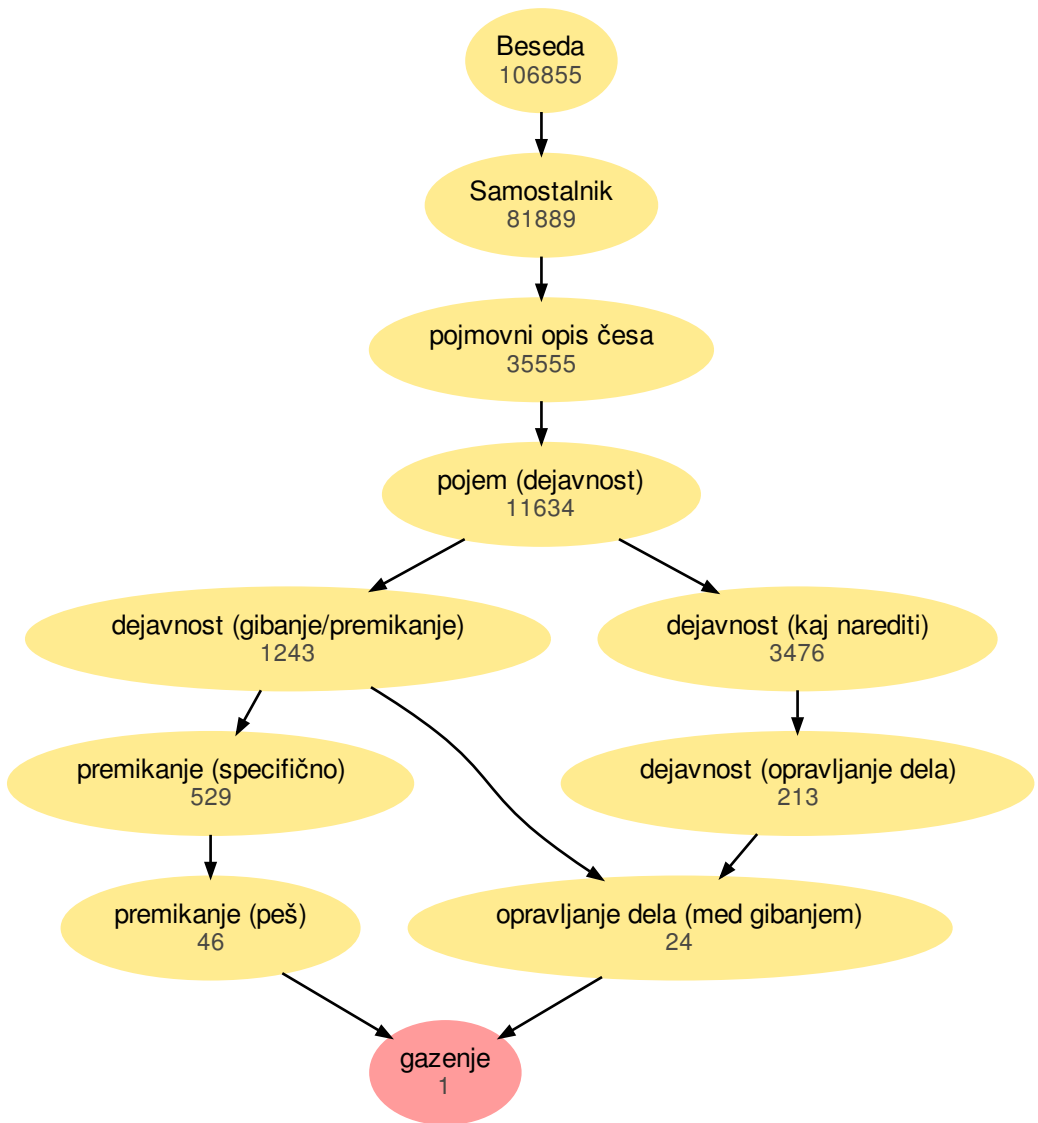 Beseda
106855
Samostalnik
81889
pojmovni opis česa
35555
pojem (dejavnost)
11634
dejavnost (gibanje/premikanje)
1243
dejavnost (kaj narediti)
3476
premikanje (specifično)
529
dejavnost (opravljanje dela)
213
premikanje (peš)
46
opravljanje dela (med gibanjem)
24
gazenje
1